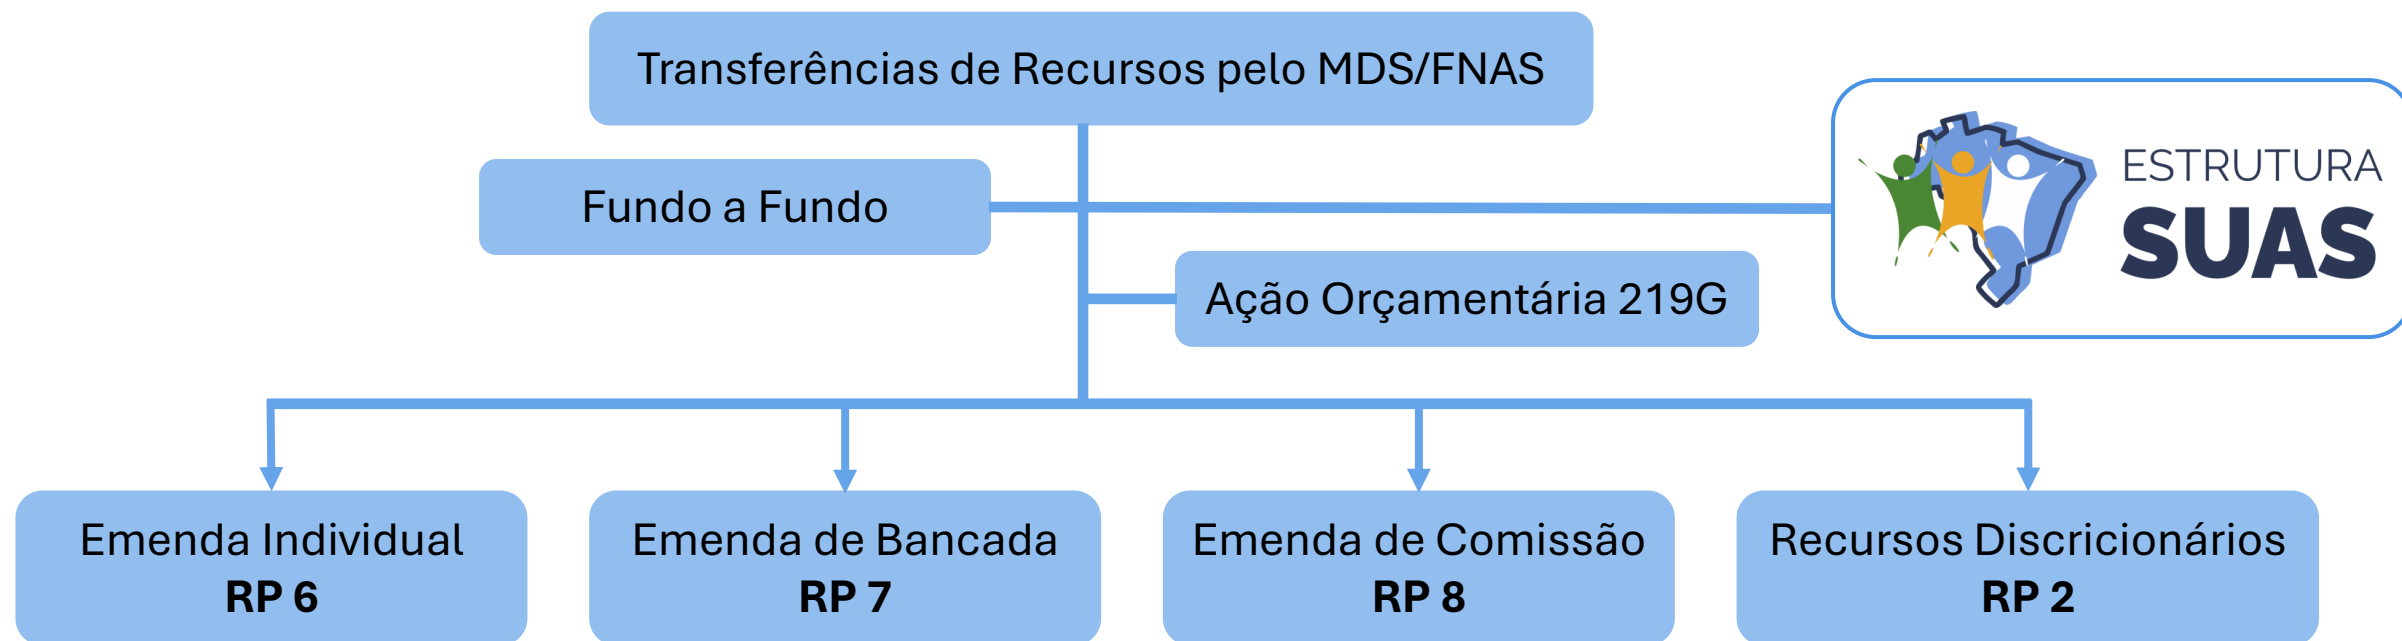 Transferências de Recursos pelo MDS/FNAS
Fundo a Fundo
ESTRUTURA
SUAS
Ação Orçamentária 219G
Emenda Individual
RP 6
Emenda de Bancada
RP 7
Emenda de Comissão
RP 8
Recursos Discricionários
RP 2